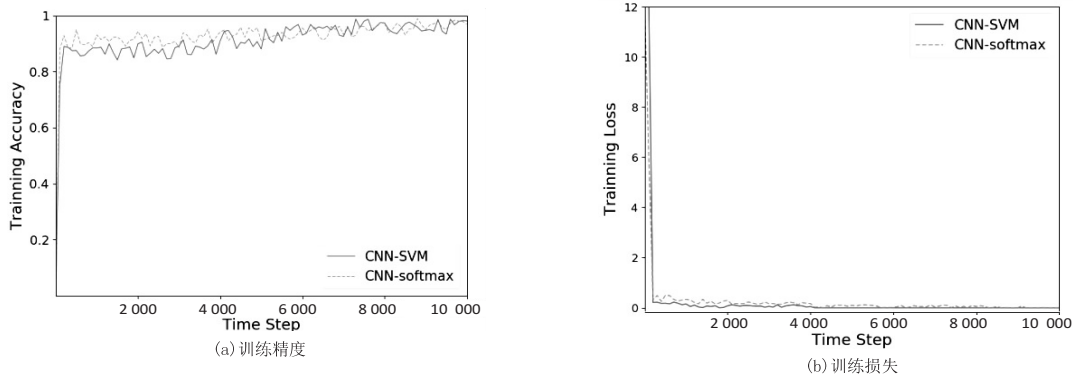 1
0.8
0.6
0.4
0.2
Trainning Accuracy
CNN-SVM
CNN-softmax
2 000 4 000 6 000 8 000 10 000
Time Step
(a)训练精度
12
10
8
6
4
2
0
Trainning Loss
CNN-SVM
CNN-softmax
2 000 4 000 6 000 8 000 10 000
Time Step
(b)训练损失